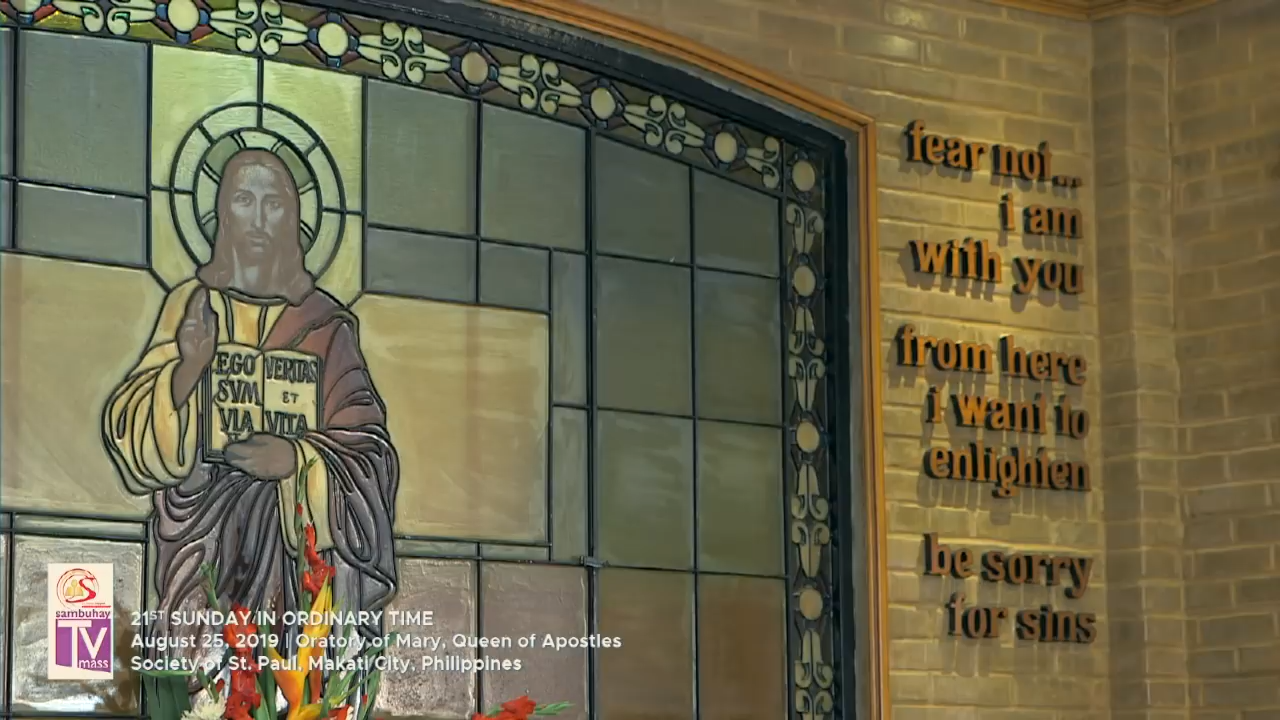 fear not...
i am
with you
from here
i want to
enlighten
be sorry
for sins
EGO
SVM
VIA
VERITAS
ET
VITA
sambuhay
TV
mass
21ST SUNDAY IN ORDINARY TIME
August 25, 2019 | Oratory of Mary, Queen of Apostles
Society of St. Paul, Makati City, Philippines